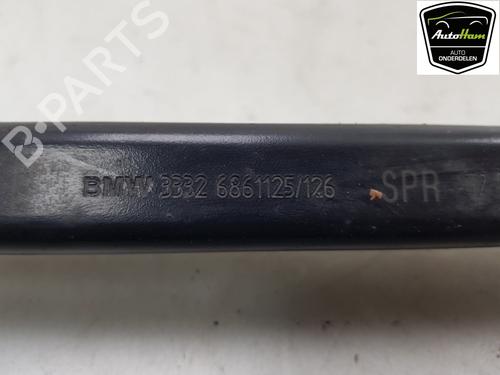 AutoHam
AUTO
ONDERDELEN
B-PARTS
BMW 3332 6861125/126 SPR